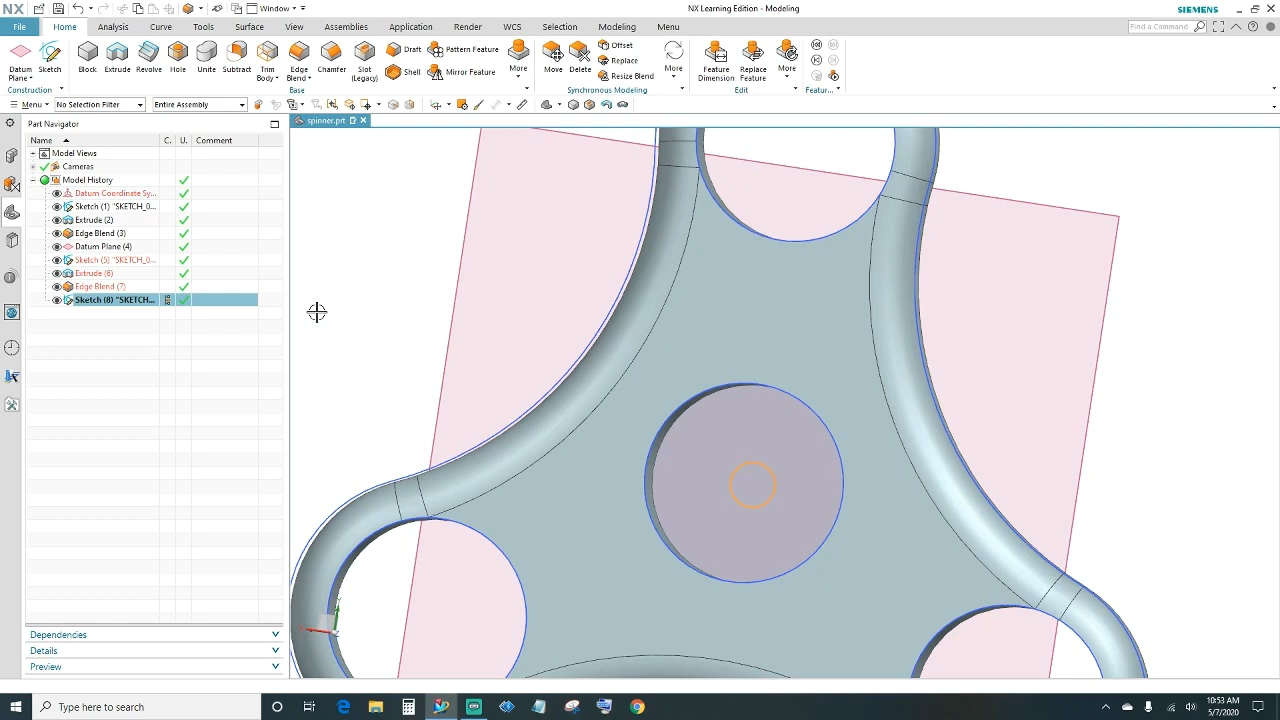 NX
Window
NX Learning Edition - Modeling
SIEMENS
File
Home
Analysis
Curve
Tools
Surface
View
Assemblies
Application
Render
WCS
Selection
Modeling
Menu
Find a Command
Datum Plane
Sketch
Block
Extrude
Revolve
Hole
Unite
Subtract
Trim Body
Edge Blend
Chamfer
Slot (Legacy)
Draft
Shell
Pattern Feature
Mirror Feature
More
Move
Delete
Offset
Replace
Resize Blend
More
Feature Dimension
Replace Feature
More
Construction
Base
Synchronous Modeling
Edit
Featur...
Menu
No Selection Filter
Entire Assembly
Part Navigator
spinner.prt
Name C. U. Comment
Model Views
Cameras
Model History
Datum Coordinate Sy...
Sketch (1) "SKETCH_0...
Extrude (2)
Edge Blend (3)
Datum Plane (4)
Sketch (5) "SKETCH_0...
Extrude (6)
Edge Blend (7)
Sketch (8) "SKETCH...
Dependencies
Details
Preview
Type here to search
10:53 AM
5/7/2020